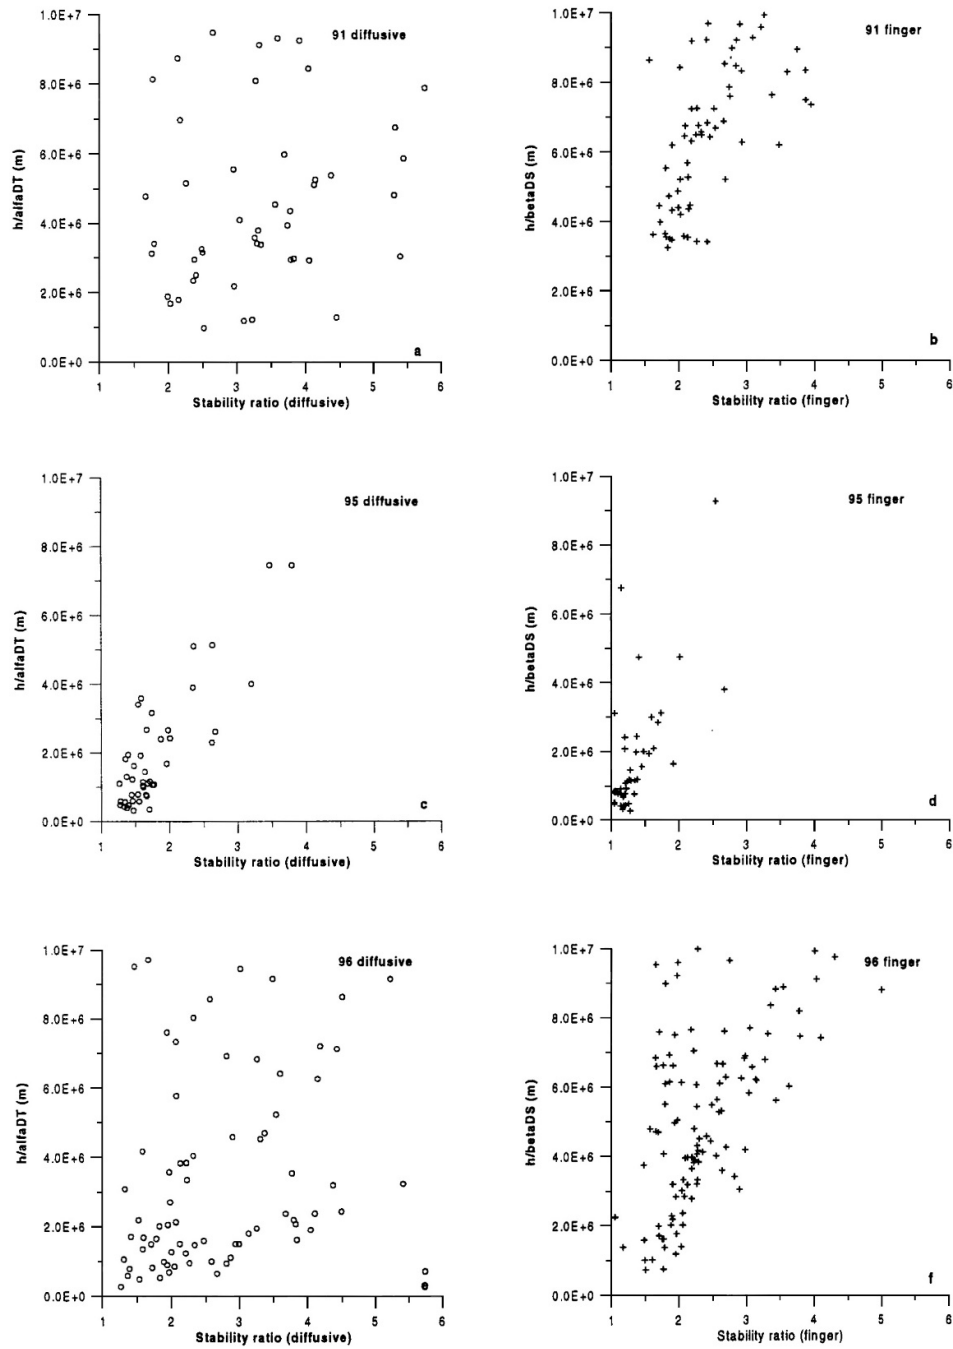 1.0E+7
91 diffusive
8.0E+6
6.0E+6
h/alfaDT (m)
4.0E+6
2.0E+6
a
0.0E+0
1 2 3 4 5 6
Stability ratio (diffusive)
1.0E+7
91 finger
8.0E+6
6.0E+6
h/betaDS (m)
4.0E+6
2.0E+6
b
0.0E+0
1 2 3 4 5 6
Stability ratio (finger)
1.0E+7
95 diffusive
8.0E+6
6.0E+6
h/alfaDT (m)
4.0E+6
2.0E+6
c
0.0E+0
1 2 3 4 5 6
Stability ratio (diffusive)
1.0E+7
95 finger
8.0E+6
6.0E+6
h/betaDS (m)
4.0E+6
2.0E+6
d
0.0E+0
1 2 3 4 5 6
Stability ratio (finger)
1.0E+7
96 diffusive
8.0E+6
6.0E+6
h/alfaDT (m)
4.0E+6
2.0E+6
e
0.0E+0
1 2 3 4 5 6
Stability ratio (diffusive)
1.0E+7
96 finger
8.0E+6
6.0E+6
h/betaDS (m)
4.0E+6
2.0E+6
f
0.0E+0
1 2 3 4 5 6
Stability ratio (finger)